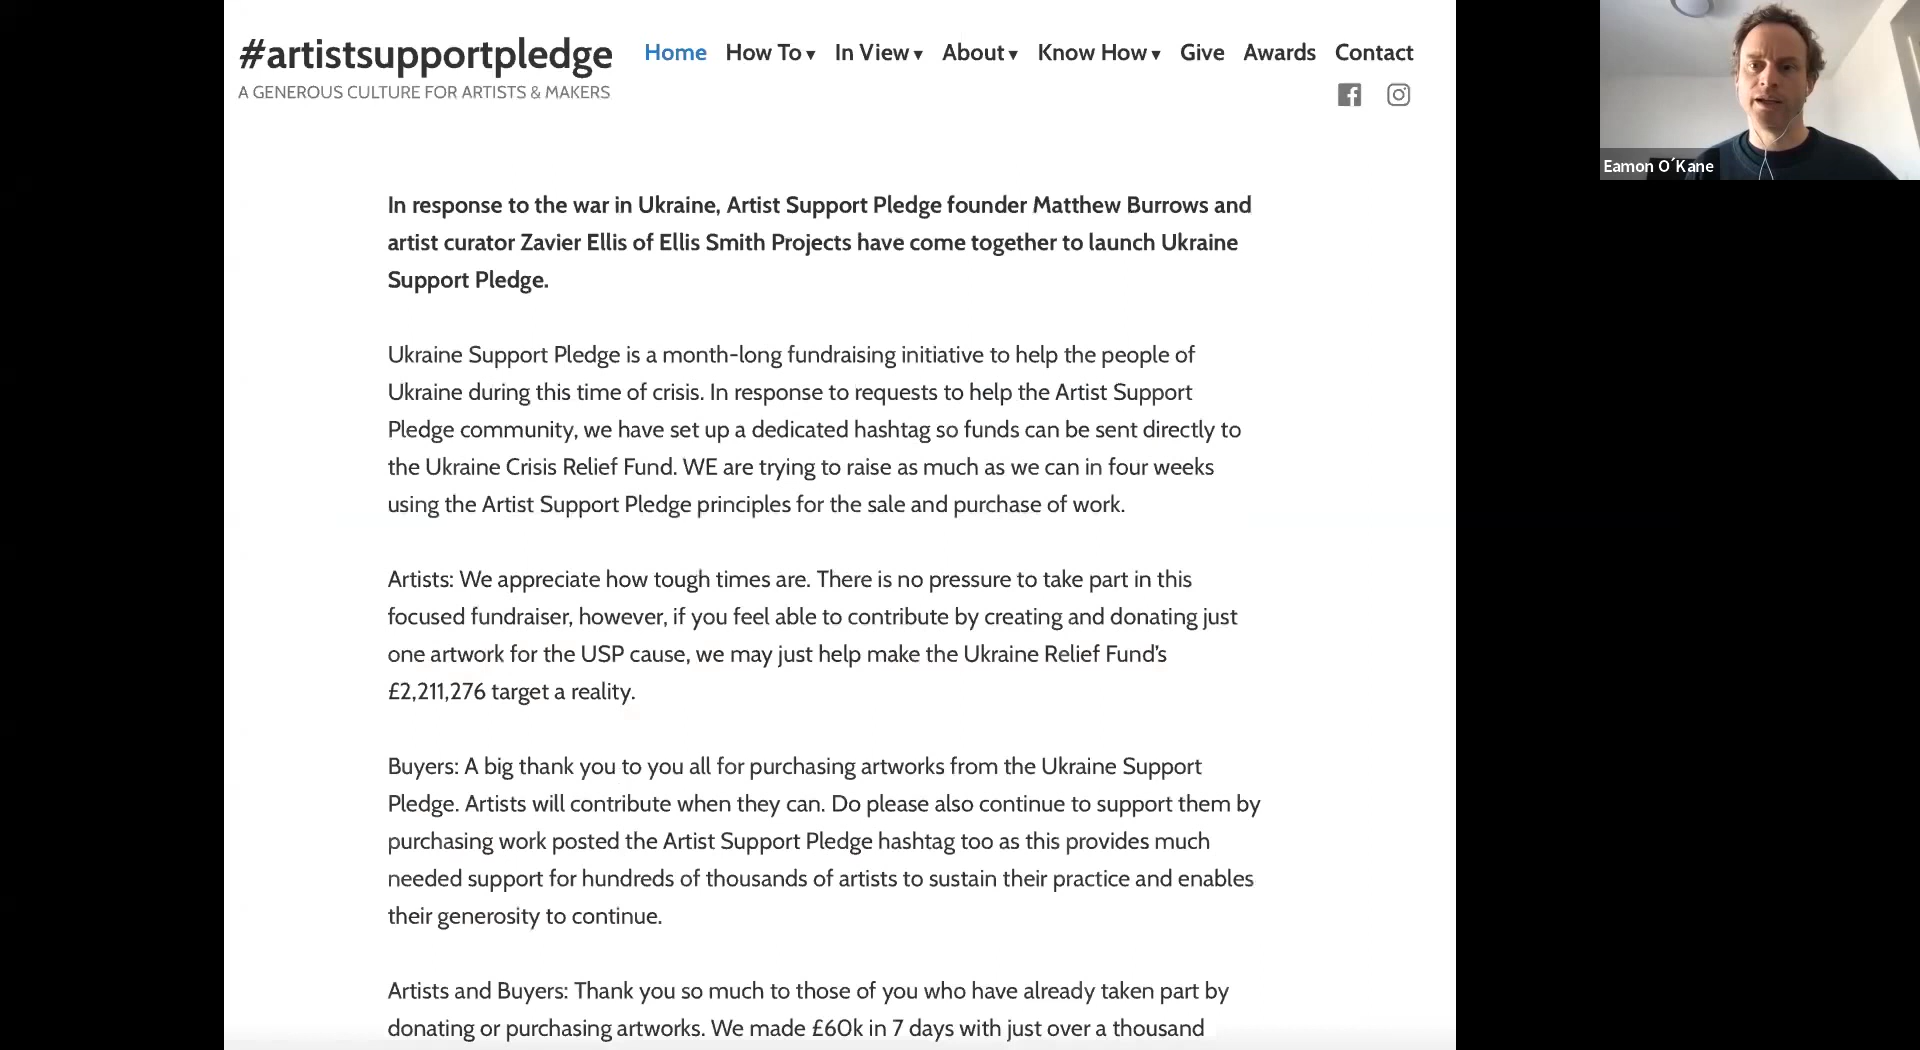 #artistsupportpledge
A GENEROUS CULTURE FOR ARTISTS & MAKERS
Home How To ▾ In View ▾ About ▾ Know How ▾ Give Awards Contact
Eamon O´Kane
In response to the war in Ukraine, Artist Support Pledge founder Matthew Burrows and
artist curator Zavier Ellis of Ellis Smith Projects have come together to launch Ukraine
Support Pledge.
Ukraine Support Pledge is a month-long fundraising initiative to help the people of
Ukraine during this time of crisis. In response to requests to help the Artist Support
Pledge community, we have set up a dedicated hashtag so funds can be sent directly to
the Ukraine Crisis Relief Fund. WE are trying to raise as much as we can in four weeks
using the Artist Support Pledge principles for the sale and purchase of work.
Artists: We appreciate how tough times are. There is no pressure to take part in this
focused fundraiser, however, if you feel able to contribute by creating and donating just
one artwork for the USP cause, we may just help make the Ukraine Relief Fund’s
£2,211,276 target a reality.
Buyers: A big thank you to you all for purchasing artworks from the Ukraine Support
Pledge. Artists will contribute when they can. Do please also continue to support them by
purchasing work posted the Artist Support Pledge hashtag too as this provides much
needed support for hundreds of thousands of artists to sustain their practice and enables
their generosity to continue.
Artists and Buyers: Thank you so much to those of you who have already taken part by
donating or purchasing artworks. We made £60k in 7 days with just over a thousand